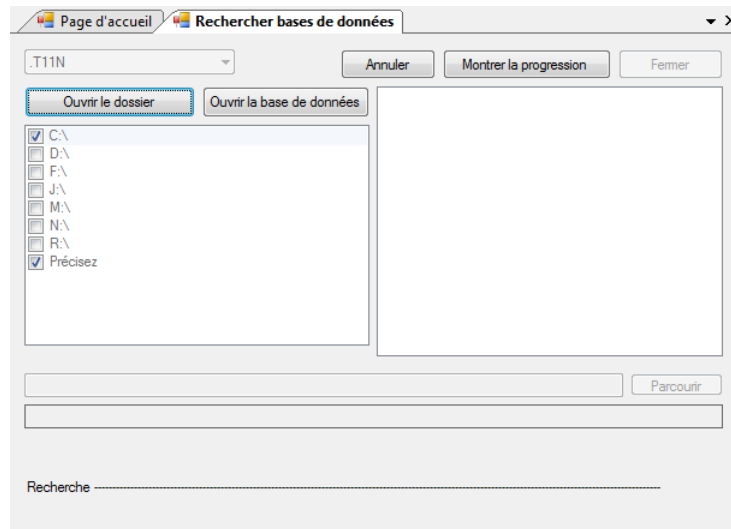 Page d'accueil Rechercher bases de données
.T11N Annuler Montrer la progression Fermer
Ouvrir le dossier Ouvrir la base de données
C:\
D:\
F:\
J:\
M:\
N:\
R:\
Précisez
Parcourir
Recherche